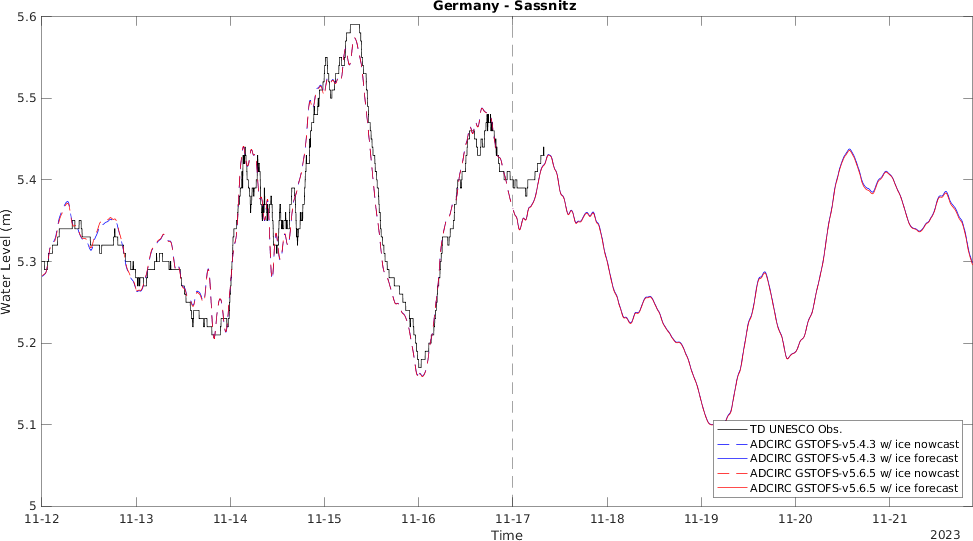 Germany - Sassnitz
5.6
5.5
5.4
5.3
5.2
5.1
5
Water Level (m)
11-12 11-13 11-14 11-15 11-16 11-17 11-18 11-19 11-20 11-21
Time
2023
TD UNESCO Obs.
ADCIRC GSTOFS-v5.4.3 w/ ice nowcast
ADCIRC GSTOFS-v5.4.3 w/ ice forecast
ADCIRC GSTOFS-v5.6.5 w/ ice nowcast
ADCIRC GSTOFS-v5.6.5 w/ ice forecast